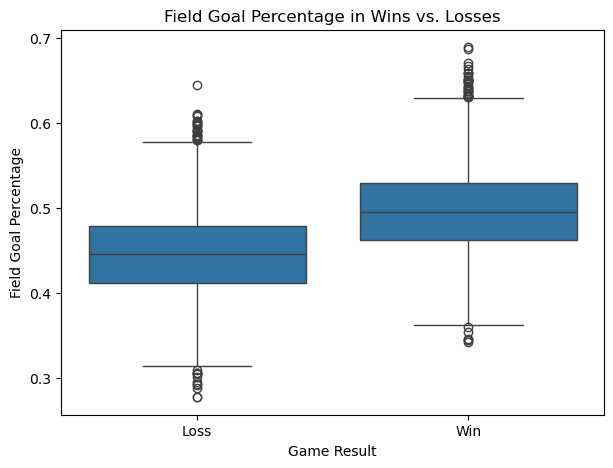 Field Goal Percentage in Wins vs. Losses
Field Goal Percentage
0.7
0.6
0.5
0.4
0.3
Loss
Win
Game Result